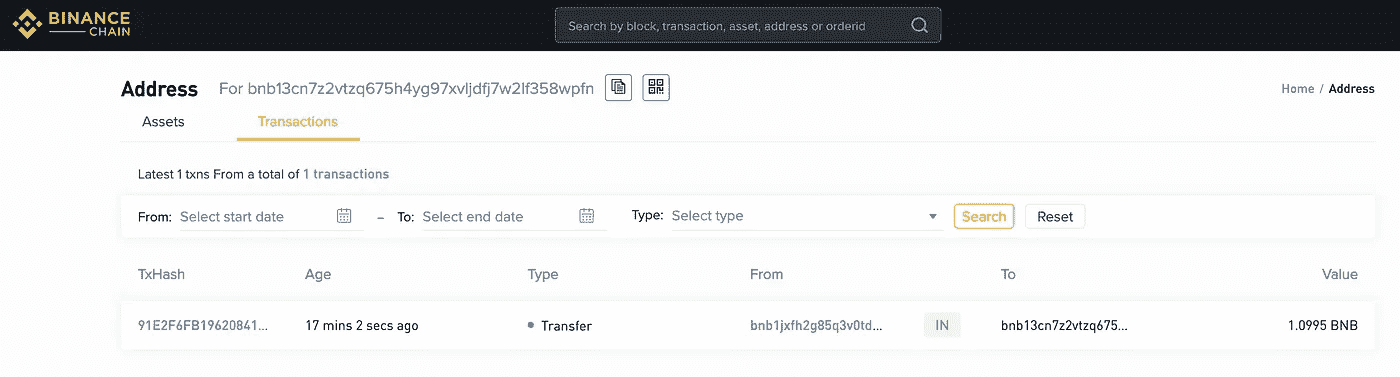 BINANCE
CHAIN
Search by block, transaction, asset, address or orderid
Address For bnb13cn7z2vtzq675h4yg97xvljdfj7w2lf358wpfn
Home / Address
Assets Transactions
Latest 1 txns From a total of 1 transactions
From: Select start date – To: Select end date Type: Select type Search Reset
TxHash Age Type From To Value
91E2F6FB19620841... 17 mins 2 secs ago Transfer bnb1jxfh2g85q3v0td... IN bnb13cn7z2vtzq675... 1.0995 BNB